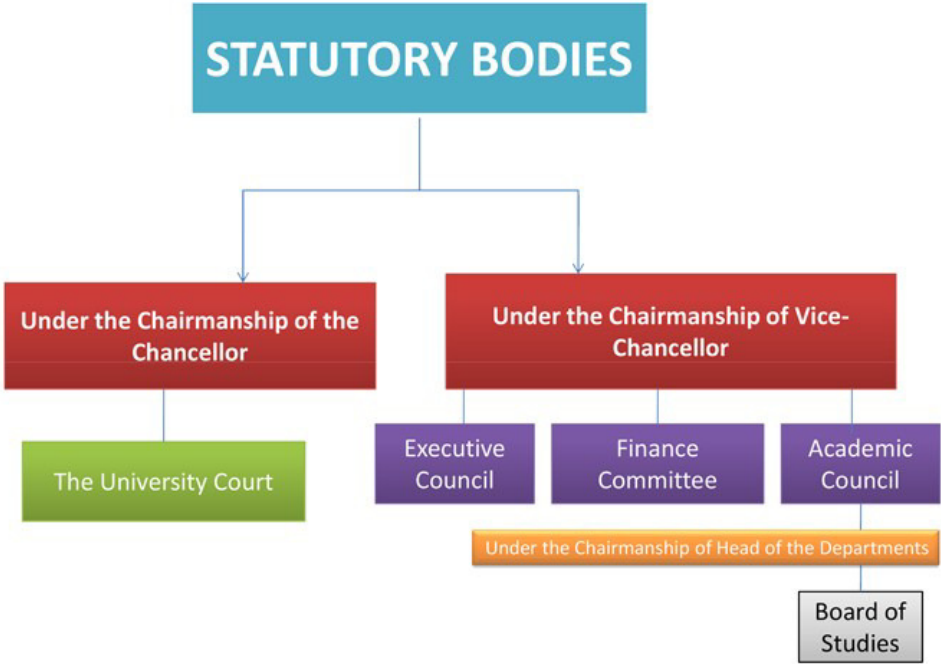 STATUTORY BODIES
Under the Chairmanship of the
Chancellor
Under the Chairmanship of Vice-
Chancellor
The University Court
Executive
Council
Finance
Committee
Academic
Council
Under the Chairmanship of Head of the Departments
Board of
Studies